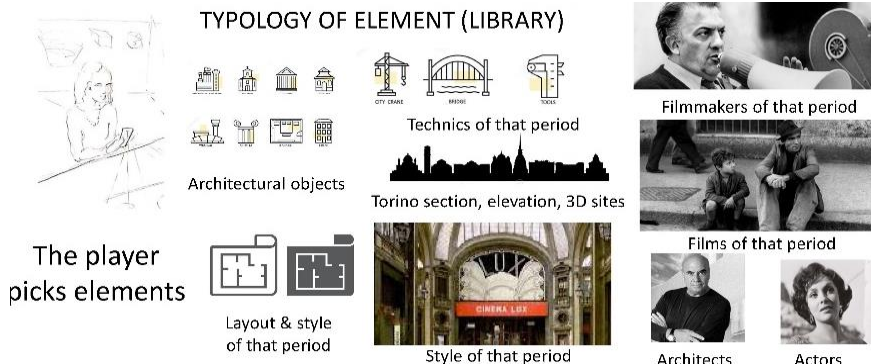 TYPOLOGY OF ELEMENT (LIBRARY)
CITY CRANE
BRIDGE
TOOLS
Technics of that period
Filmmakers of that period
Architectural objects
Torino section, elevation, 3D sites
Films of that period
The player
picks elements
CINEMA LUX
Layout & style
of that period
Style of that period
Architects
Actors